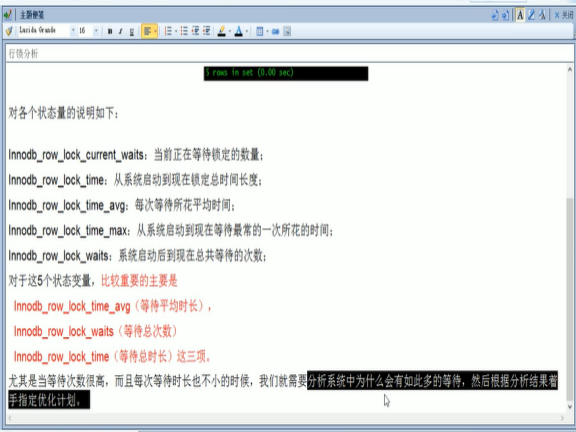 主题便笺
关闭
Lucida Grande
16
B I U
行锁分析
5 rows in set (0.00 sec)
对各个状态量的说明如下：
Innodb_row_lock_current_waits：当前正在等待锁定的数量；
Innodb_row_lock_time：从系统启动到现在锁定总时间长度；
Innodb_row_lock_time_avg：每次等待所花平均时间；
Innodb_row_lock_time_max：从系统启动到现在等待最常的一次所花的时间；
Innodb_row_lock_waits：系统启动后到现在总共等待的次数；
对于这5个状态变量，比较重要的主要是
Innodb_row_lock_time_avg（等待平均时长），
Innodb_row_lock_waits（等待总次数）
Innodb_row_lock_time（等待总时长）这三项。
尤其是当等待次数很高，而且每次等待时长也不小的时候，我们就需要分析系统中为什么会有如此多的等待，然后根据分析结果着
手指定优化计划。